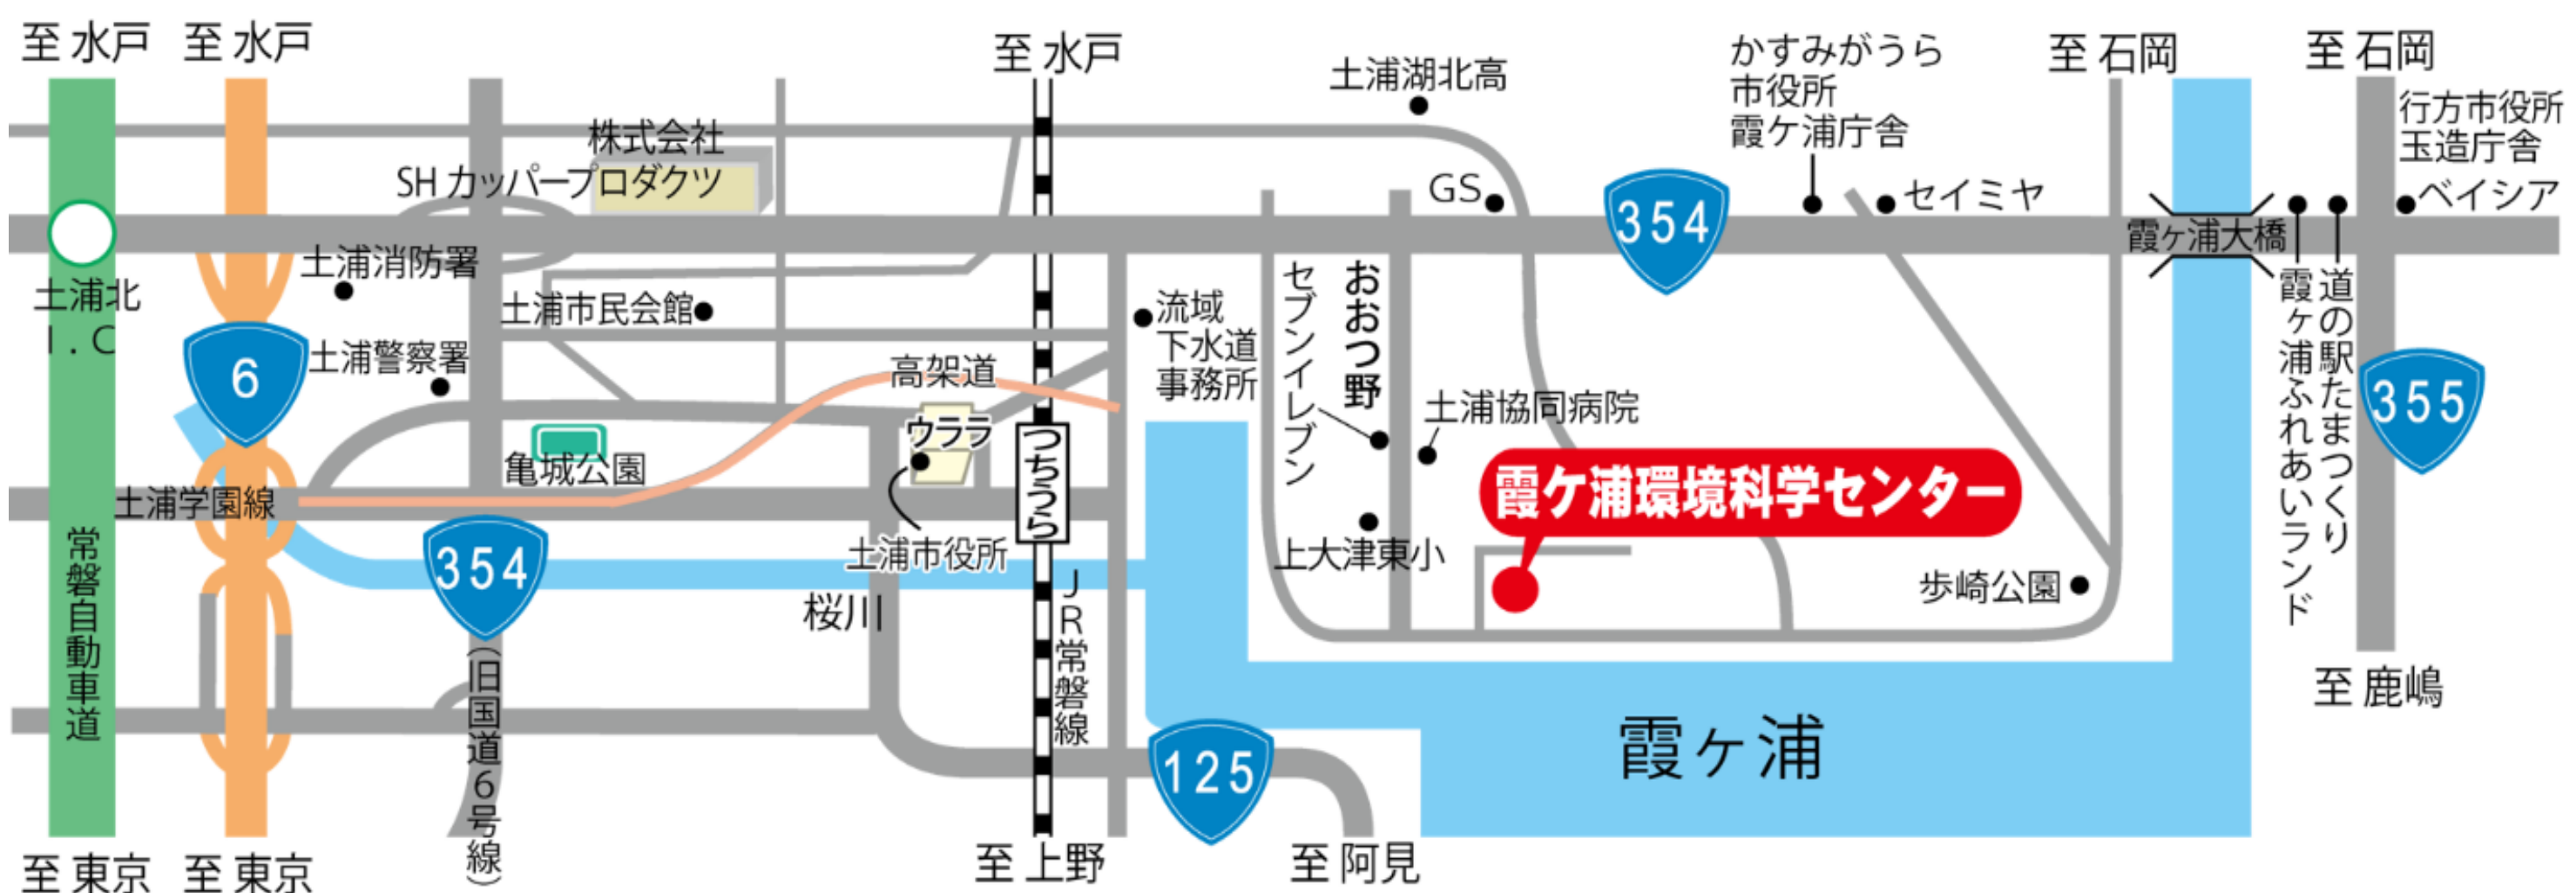 至 水戸
至 水戸
至 水戸
土浦湖北高
かすみがうら
市役所
霞ケ浦庁舎
至 石岡
至 石岡
行方市役所
玉造庁舎
株式会社
SH カッパープロダクツ
GS
354
セイミヤ
ベイシア
霞ヶ浦大橋
土浦北
I.C
土浦消防署
土浦市民会館
流域
下水道
事務所
セブンイレブン
おおつ野
霞ヶ浦ふれあいランド
道の駅たまつくり
6
土浦警察署
高架道
355
ウララ
亀城公園
つちうら
土浦協同病院
霞ケ浦環境科学センター
土浦学園線
常磐自動車道
354
土浦市役所
上大津東小
歩崎公園
桜川
JR常磐線
(旧国道6号線)
至 鹿嶋
霞ヶ浦
125
至 東京
至 東京
至 上野
至 阿見